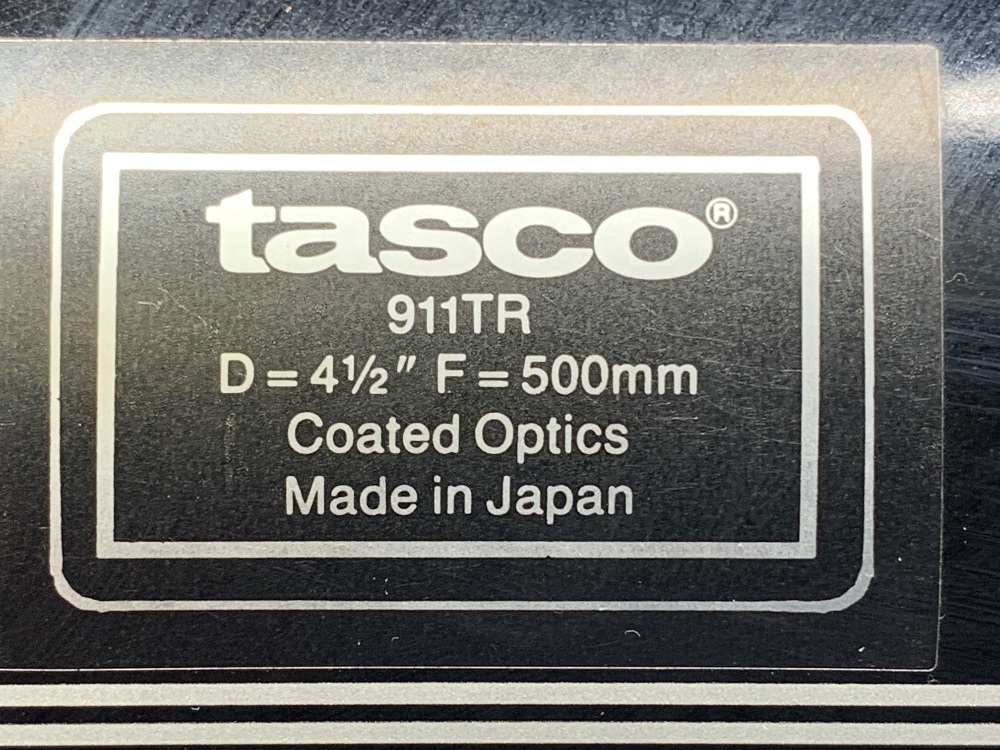 tasco®
911TR
D = 4½" F = 500mm
Coated Optics
Made in Japan